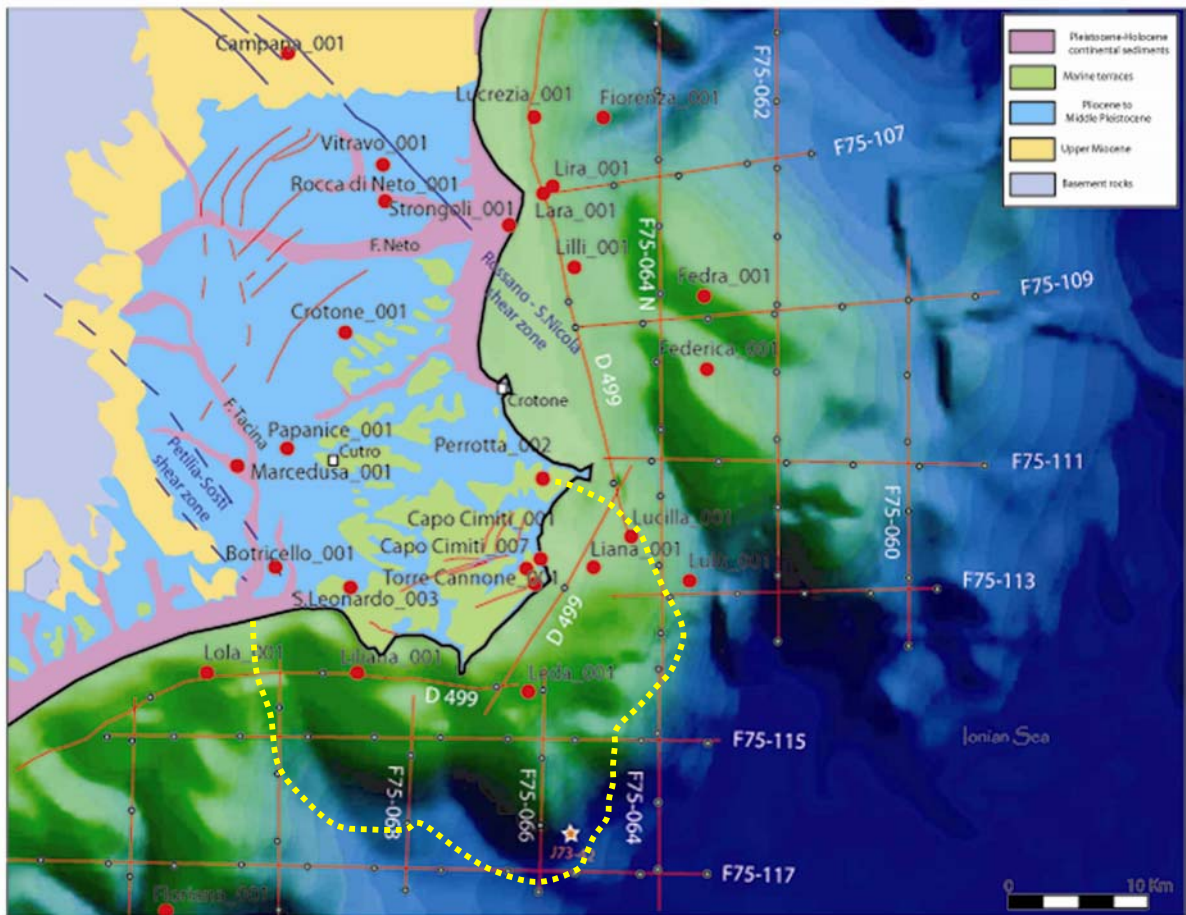 Campana_001
Pleistocene-Holocene
continental sediments
Marine terraces
Pliocene to
Middle Pleistocene
Upper Miocene
Basement rocks
F75-062
Lucrezia_001
Fiorenza_001
F75-107
Vitravo_001
Rocca di Neto_001
Lira_001
Strongoli_001
Lara_001
F. Neto
Lilli_001
F75-064 N
Rossano - S.Nicola
shear zone
Fedra_001
F75-109
Crotone_001
Federica_001
D 499
Crotone
F. Tacina
Papanice_001
Cutro
Perrotta_002
Marcedusa_001
F75-111
Petilia-Sosti
shear zone
F75-060
Capo Cimiti_001
Lucilla_001
Capo Cimiti_007
Liana_001
Botricello_001
Torre Cannone_001
F75-113
S.Leonardo_003
D 499
Lola_001
Liliana_001
Leda_001
D 499
F75-115
Ionian Sea
F75-066
F75-064
F75-117
Floriana_001
0
10 Km